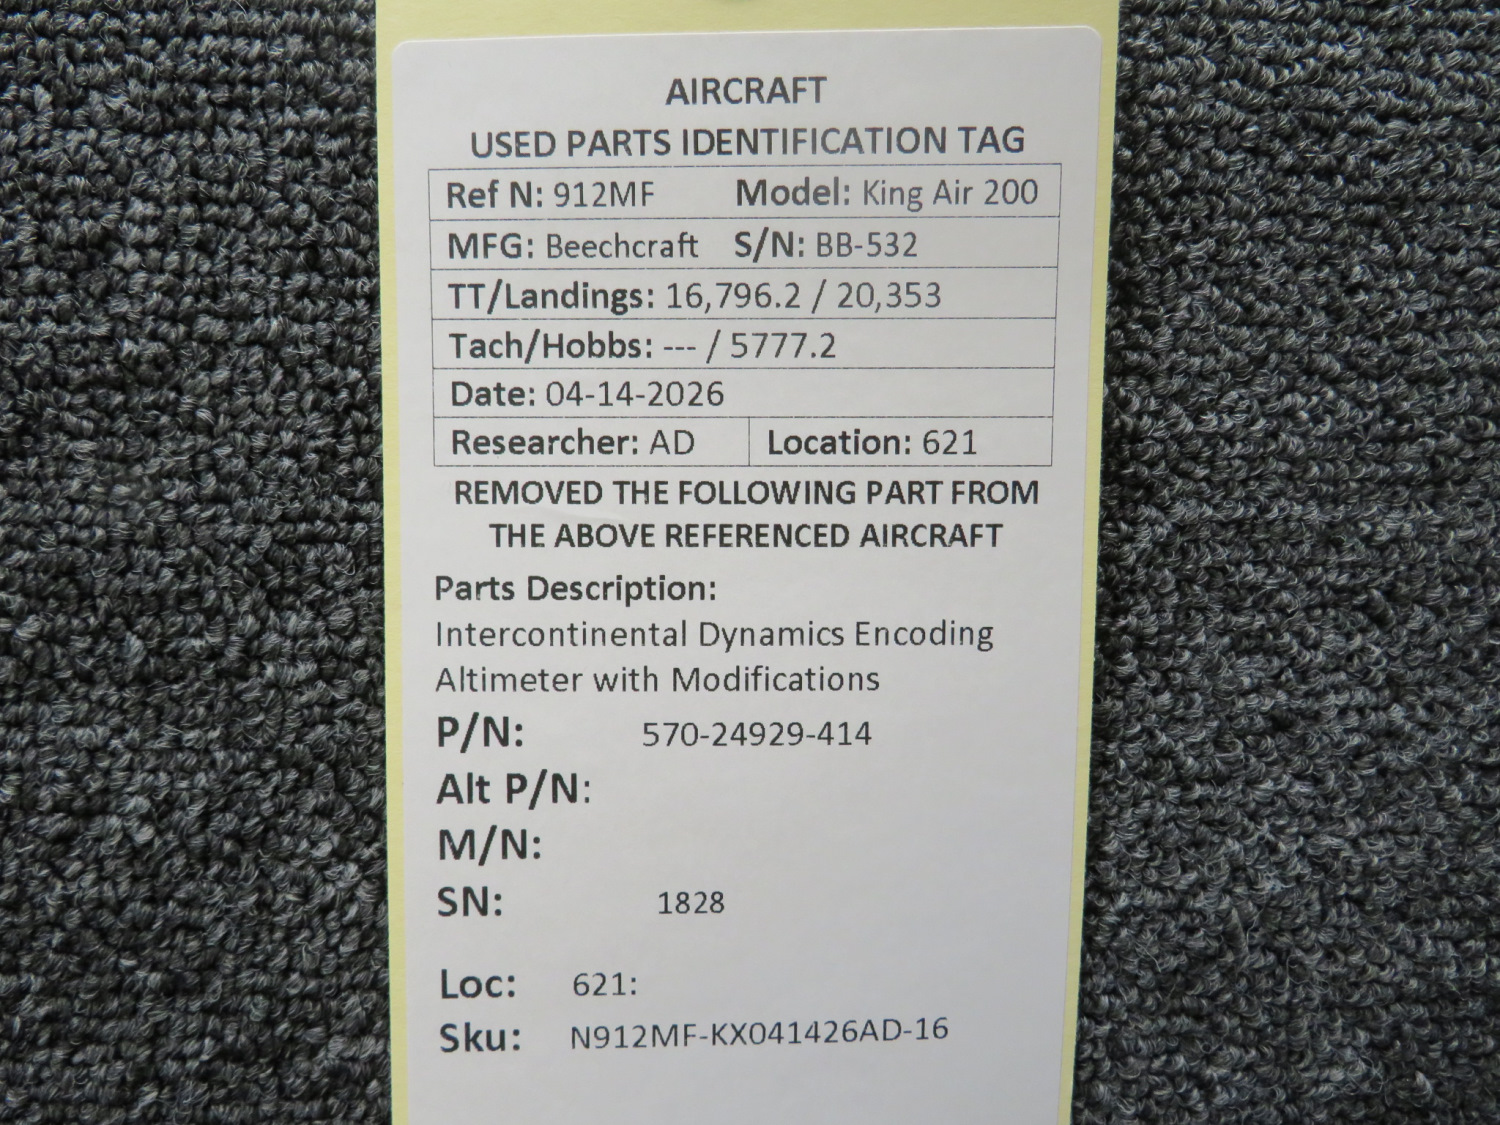 AIRCRAFT
USED PARTS IDENTIFICATION TAG
Ref N: 912MF Model: King Air 200
MFG: Beechcraft S/N: BB-532
TT/Landings: 16,796.2 / 20,353
Tach/Hobbs: --- / 5777.2
Date: 04-14-2026
Researcher: AD Location: 621
REMOVED THE FOLLOWING PART FROM
THE ABOVE REFERENCED AIRCRAFT
Parts Description:
Intercontinental Dynamics Encoding
Altimeter with Modifications
P/N: 570-24929-414
Alt P/N:
M/N:
SN: 1828
Loc: 621:
Sku: N912MF-KX041426AD-16